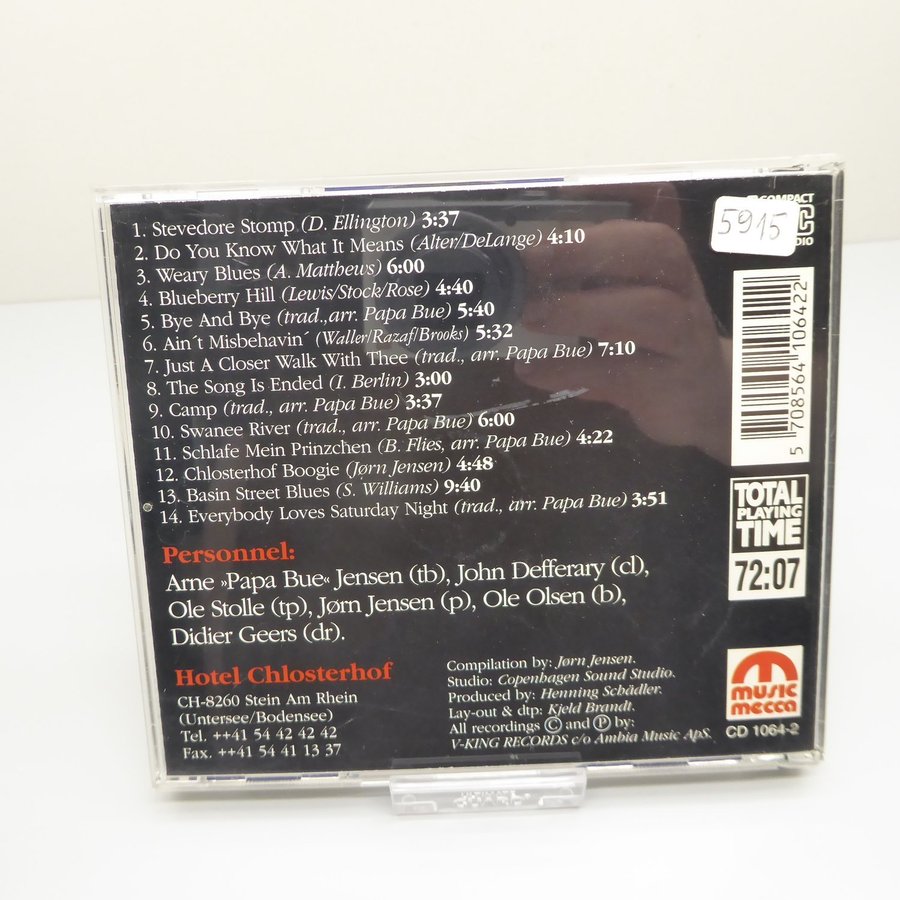 1. Stevedore Stomp (D. Ellington) 3:37
2. Do You Know What It Means (Alter/DeLange) 4:10
3. Weary Blues (A. Matthews) 6:00
4. Blueberry Hill (Lewis/Stock/Rose) 4:40
5. Bye And Bye (trad.,arr. Papa Bue) 5:40
6. Ain´t Misbehavin´ (Waller/Razaf/Brooks) 5:32
7. Just A Closer Walk With Thee (trad., arr. Papa Bue) 7:10
8. The Song Is Ended (I. Berlin) 3:00
9. Camp (trad., arr. Papa Bue) 3:37
10. Swanee River (trad., arr. Papa Bue) 6:00
11. Schlafe Mein Prinzchen (B. Flies, arr. Papa Bue) 4:22
12. Chlosterhof Boogie (Jørn Jensen) 4:48
13. Basin Street Blues (S. Williams) 9:40
14. Everybody Loves Saturday Night (trad., arr. Papa Bue) 3:51
Personnel:
Arne »Papa Bue« Jensen (tb), John Defferary (cl),
Ole Stolle (tp), Jørn Jensen (p), Ole Olsen (b),
Didier Geers (dr).
Hotel Chlosterhof
CH-8260 Stein Am Rhein
(Untersee/Bodensee)
Tel. ++41 54 42 42 42
Fax. ++41 54 41 13 37
Compilation by: Jørn Jensen.
Studio: Copenhagen Sound Studio.
Produced by: Henning Schädler.
Lay-out & dtp: Kjeld Brandt.
All recordings © and ℗ by:
V-KING RECORDS c/o Ambia Music ApS.
COMPACT
5915
5 708564 106422
TOTAL
PLAYING
TIME
72:07
music
mecca
CD 1064-2